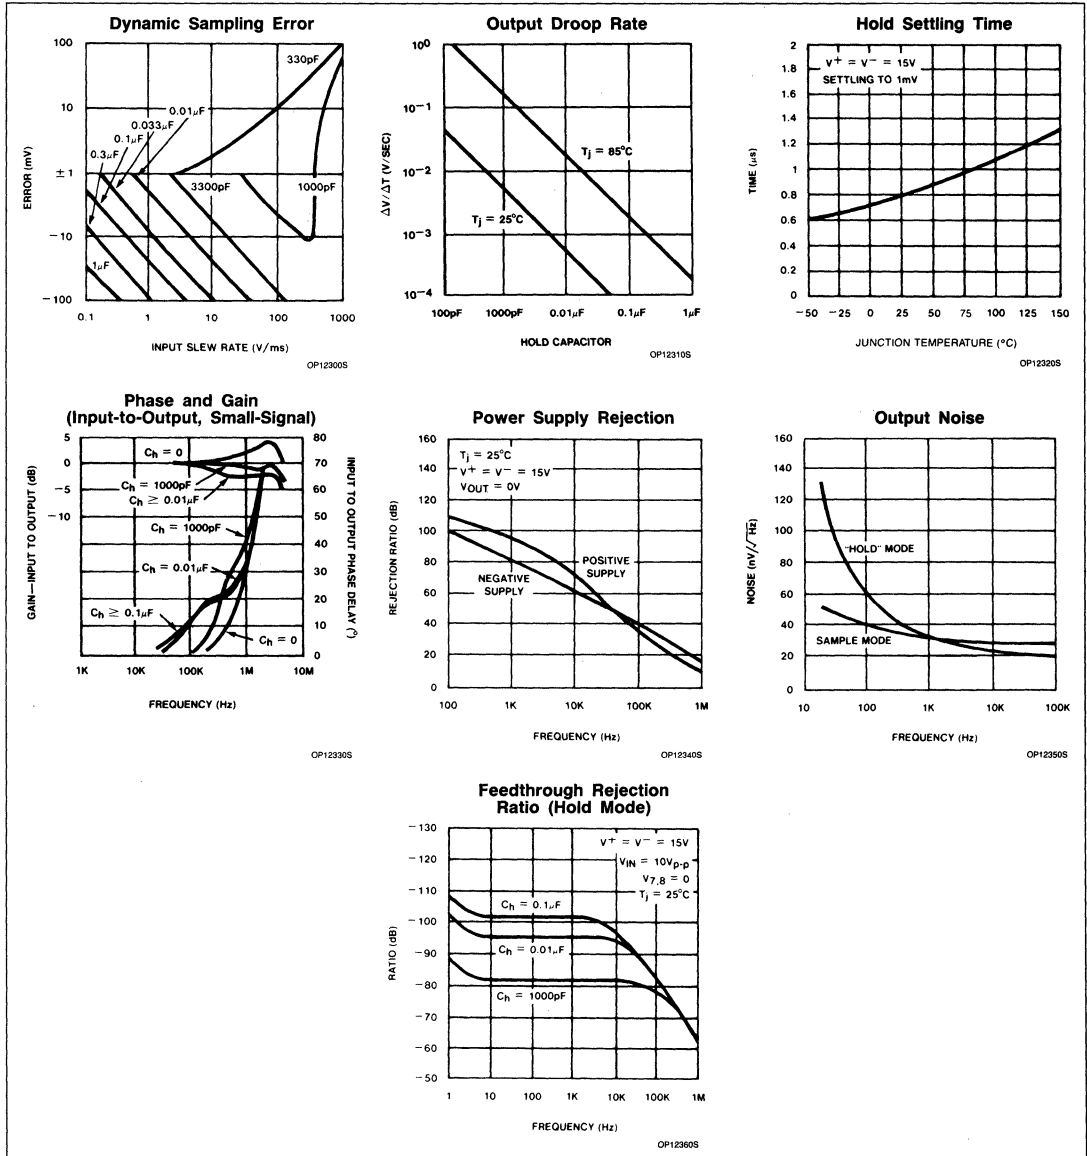 Dynamic Sampling Error
100
10
±1
−10
−100
ERROR (mV)
330pF
0.01µF
0.033µF
0.1µF
0.3µF
1µF
3300pF
1000pF
0.1
1
10
100
1000
INPUT SLEW RATE (V/ms)
OP12300S
Output Droop Rate
10⁰
10⁻¹
10⁻²
10⁻³
10⁻⁴
ΔV/ΔT (V/SEC)
Tj = 85°C
Tj = 25°C
100pF
1000pF
0.01µF
0.1µF
1µF
HOLD CAPACITOR
OP12310S
Hold Settling Time
2
1.8
1.6
1.4
1.2
1
0.8
0.6
0.4
0.2
0
TIME (µs)
V+ = V− = 15V
SETTLING TO 1mV
−50 −25 0 25 50 75 100 125 150
JUNCTION TEMPERATURE (°C)
OP12320S
Phase and Gain
(Input-to-Output, Small-Signal)
5
0
−5
−10
GAIN—INPUT TO OUTPUT (dB)
Ch = 0
Ch = 1000pF
Ch ≥ 0.01µF
Ch = 1000pF
Ch = 0.01µF
Ch ≥ 0.1µF
Ch = 0
80
70
60
50
40
30
20
10
0
INPUT TO OUTPUT PHASE DELAY (°)
1K 10K 100K 1M 10M
FREQUENCY (Hz)
OP12330S
Power Supply Rejection
160
140
120
100
80
60
40
20
0
REJECTION RATIO (dB)
Tj = 25°C
V+ = V− = 15V
VOUT = 0V
POSITIVE
SUPPLY
NEGATIVE
SUPPLY
100 1K 10K 100K 1M
FREQUENCY (Hz)
OP12340S
Output Noise
160
140
120
100
80
60
40
20
0
NOISE (nV/√Hz)
"HOLD" MODE
SAMPLE MODE
10 100 1K 10K 100K
FREQUENCY (Hz)
OP12350S
Feedthrough Rejection
Ratio (Hold Mode)
−130
−120
−110
−100
−90
−80
−70
−60
−50
RATIO (dB)
V+ = V− = 15V
VIN = 10Vp-p
V7,8 = 0
Tj = 25°C
Ch = 0.1µF
Ch = 0.01µF
Ch = 1000pF
1 10 100 1K 10K 100K 1M
FREQUENCY (Hz)
OP12360S